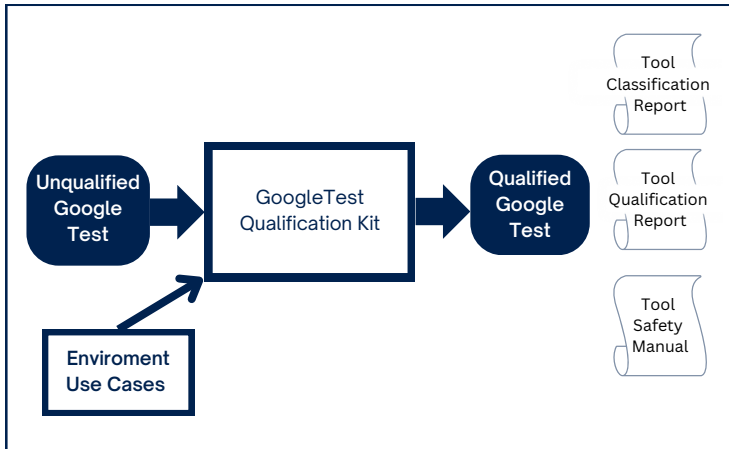 Unqualified
Google
Test
GoogleTest
Qualification Kit
Qualified
Google
Test
Enviroment
Use Cases
Tool
Classification
Report
Tool
Qualification
Report
Tool
Safety
Manual